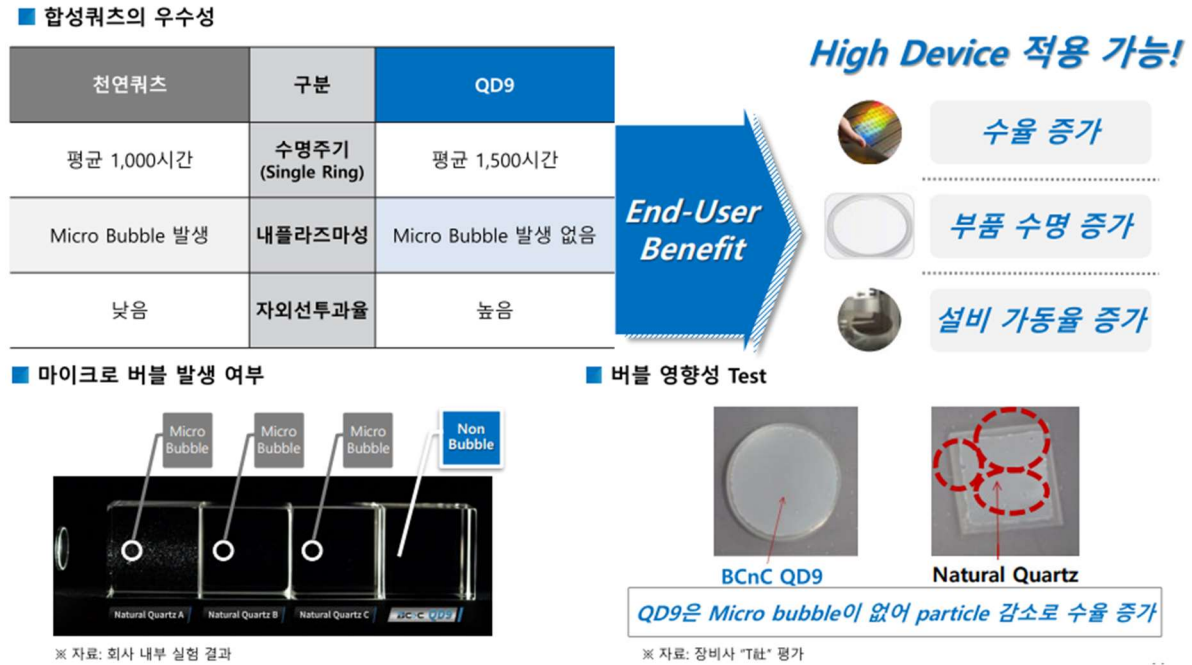 합성쿼츠의 우수성
High Device 적용 가능!
천연쿼츠 구분 QD9
평균 1,000시간 수명주기 (Single Ring) 평균 1,500시간
Micro Bubble 발생 내플라즈마성 Micro Bubble 발생 없음
낮음 자외선투과율 높음
End-User
Benefit
수율 증가
부품 수명 증가
설비 가동율 증가
마이크로 버블 발생 여부
Micro
Bubble
Micro
Bubble
Micro
Bubble
Non
Bubble
Natural Quartz A
Natural Quartz B
Natural Quartz C
BCnC QD9
※ 자료: 회사 내부 실험 결과
버블 영향성 Test
BCnC QD9
Natural Quartz
QD9은 Micro bubble이 없어 particle 감소로 수율 증가
※ 자료: 장비사 “T社” 평가